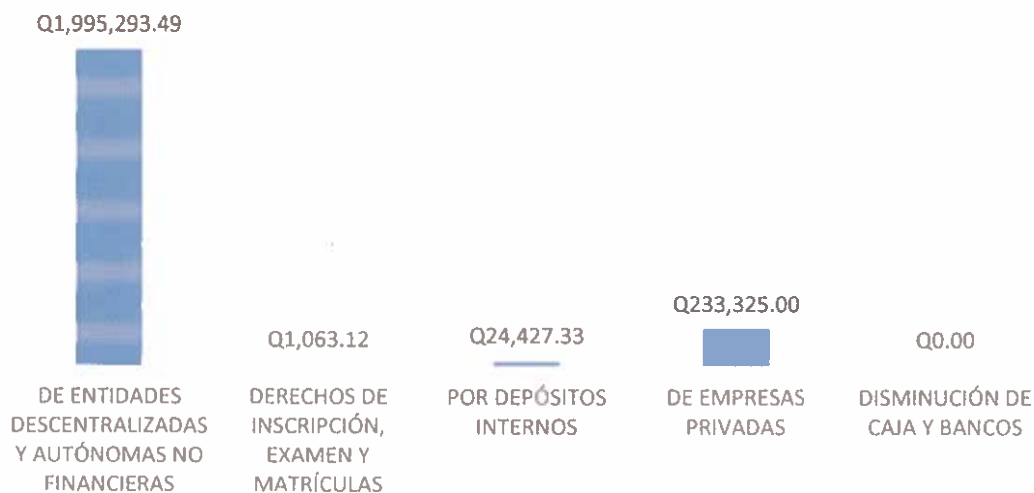 Q1,995,293.49
Q1,063.12
Q24,427.33
Q233,325.00
Q0.00
DE ENTIDADES
DESCENTRALIZADAS
Y AUTÓNOMAS NO
FINANCIERAS
DERECHOS DE
INSCRIPCIÓN,
EXAMEN Y
MATRÍCULAS
POR DEPÓSITOS
INTERNOS
DE EMPRESAS
PRIVADAS
DISMINUCIÓN DE
CAJA Y BANCOS